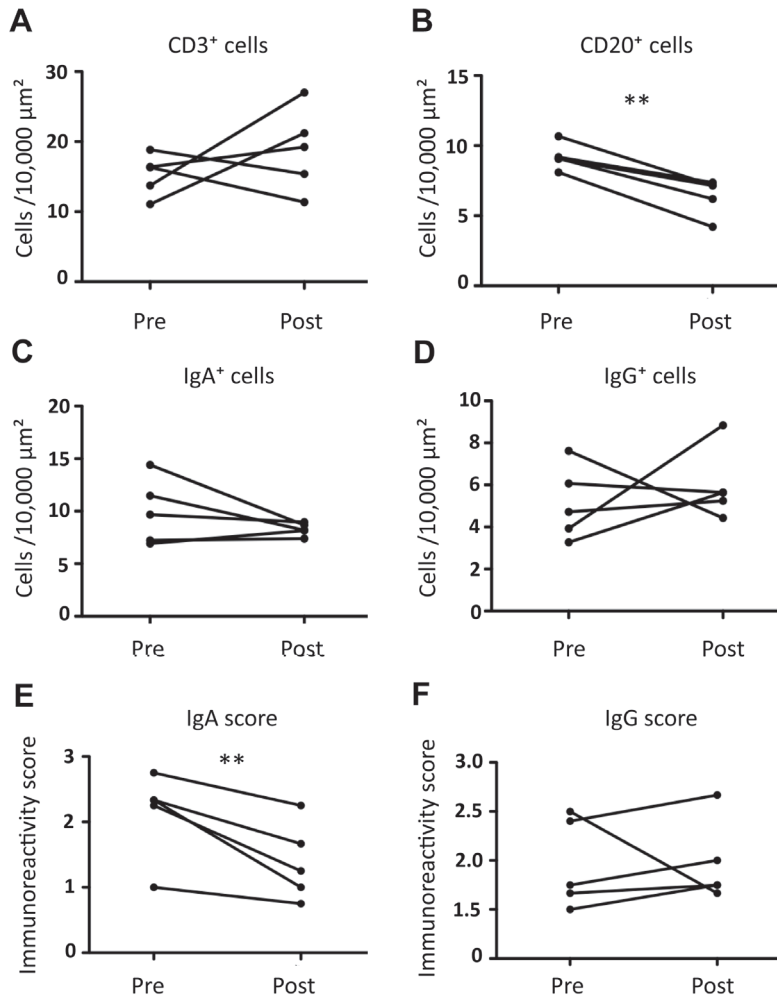 A
CD3⁺ cells
Cells /10,000 µm²
30
20
10
0
Pre Post
B
CD20⁺ cells
**
Cells /10,000 µm²
15
10
5
0
Pre Post
C
IgA⁺ cells
Cells /10,000 µm²
20
15
10
5
0
Pre Post
D
IgG⁺ cells
Cells /10,000 µm²
10
8
6
4
2
0
Pre Post
E
IgA score
**
Immunoreactivity score
3
2
1
0
Pre Post
F
IgG score
Immunoreactivity score
3.0
2.5
2.0
1.5
0
Pre Post